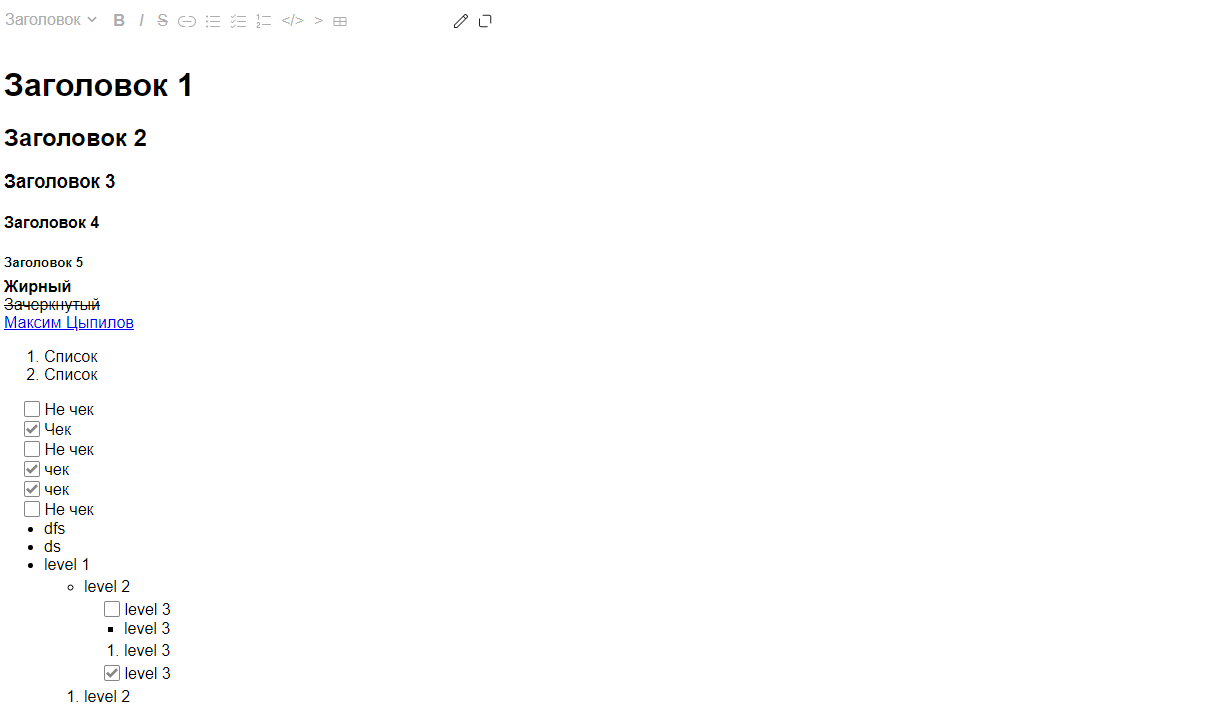 Заголовок B I S </> >
Заголовок 1
Заголовок 2
Заголовок 3
Заголовок 4
Заголовок 5
Жирный
Зачеркнутый
Максим Цыпилов
1. Список
2. Список
Не чек
Чек
Не чек
чек
чек
Не чек
dfs
ds
level 1
level 2
level 3
level 3
1. level 3
level 3
1. level 2